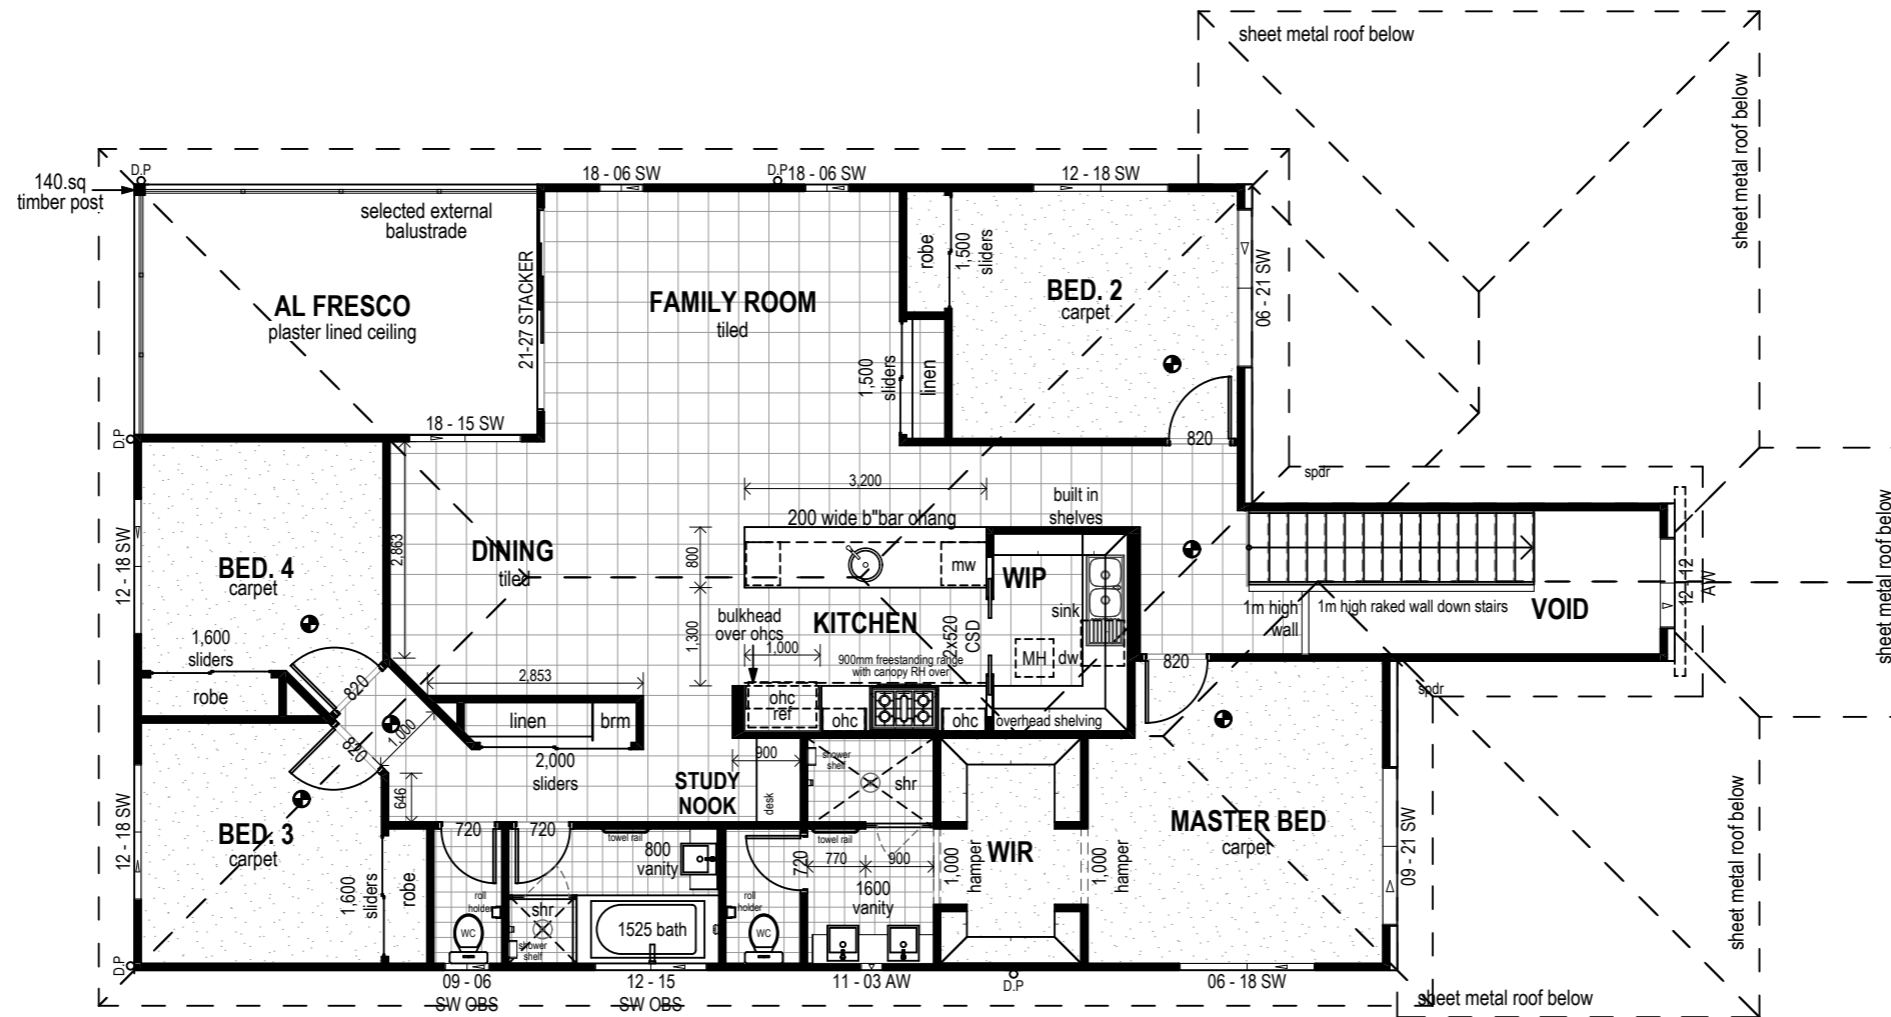 sheet metal roof below
sheet metal roof below
140.sq
timber post
D.P
18 - 06 SW
D.P
18 - 06 SW
12 - 18 SW
selected external
balustrade
AL FRESCO
plaster lined ceiling
21-27 STACKER
FAMILY ROOM
tiled
robe
1,500
sliders
BED. 2
carpet
06 - 21 SW
1,500
sliders
linen
820
D.P
18 - 15 SW
3,200
200 wide b"bar ohang
built in
shelves
spdr
sheet metal roof below
12 - 18 SW
BED. 4
carpet
2,863
DINING
tiled
800
mw
WIP
sink
1,300
bulkhead
over ohcs
1,000
KITCHEN
900mm freestanding range
with canopy RH over
2x520
CSD
MH
dw
1m high
wall
1m high raked wall down stairs
VOID
12-12
AW
1,600
sliders
robe
820
820
1,000
2,853
linen
brm
2,000
sliders
ohc
ref
ohc
ohc
overhead shelving
820
spdr
12 - 18 SW
BED. 3
carpet
1,600
sliders
robe
646
STUDY
NOOK
900
desk
shower
shelf
shr
WIR
1,000
hamper
1,000
hamper
MASTER BED
carpet
09 - 21 SW
sheet metal roof below
720
720
towel rail
800
vanity
720
towel rail
770
900
1600
vanity
roll
holder
WC
shr
shower
shelf
1525 bath
roll
holder
WC
D.P
09 - 06
SW OBS
12 - 15
SW OBS
11 - 03 AW
D.P
06 - 18 SW
sheet metal roof below